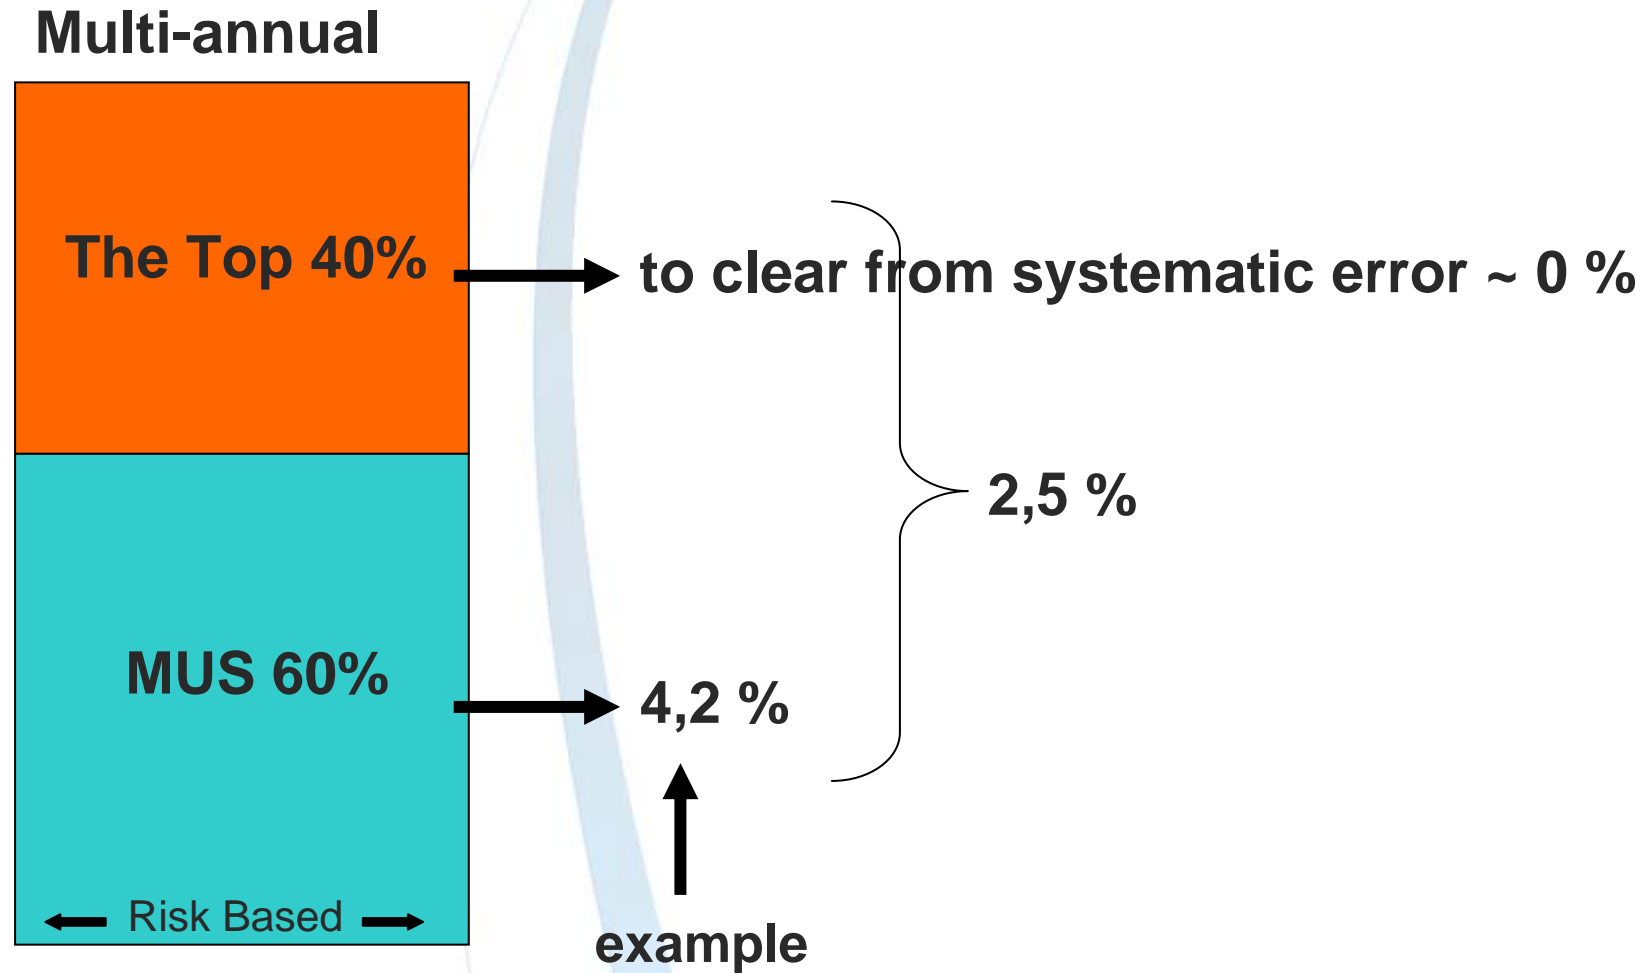 Multi-annual
The Top 40%
to clear from systematic error ~ 0 %
2,5 %
MUS 60%
4,2 %
Risk Based
example